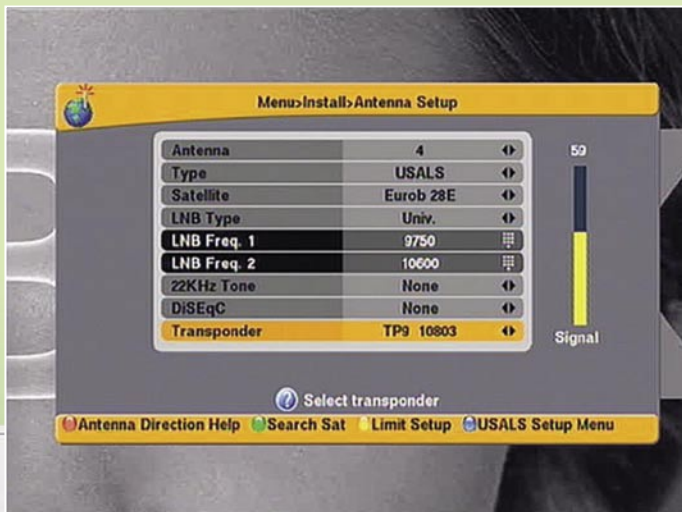 Menu>Install>Antenna Setup
Antenna 4
Type USALS
Satellite Eurob 28E
LNB Type Univ.
LNB Freq. 1 9750
LNB Freq. 2 10600
22KHz Tone None
DiSEqC None
Transponder TP9 10803
59
Signal
? Select transponder
Antenna Direction Help Search Sat Limit Setup USALS Setup Menu